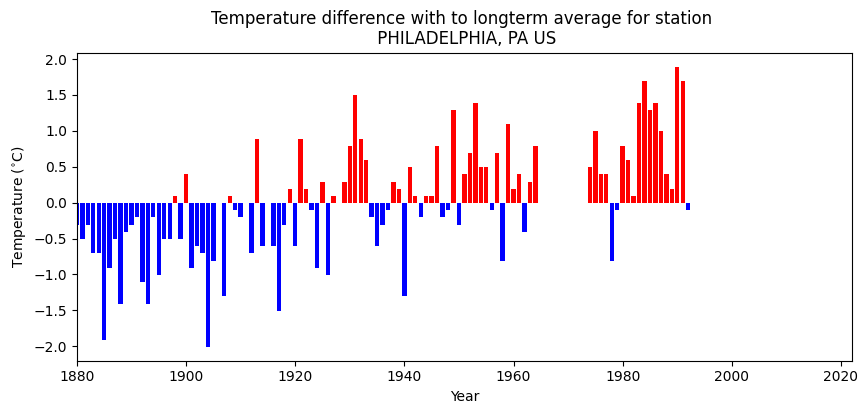 Temperature difference with to longterm average for station
PHILADELPHIA, PA US
Temperature (°C)
2.0
1.5
1.0
0.5
0.0
−0.5
−1.0
−1.5
−2.0
1880 1900 1920 1940 1960 1980 2000 2020
Year